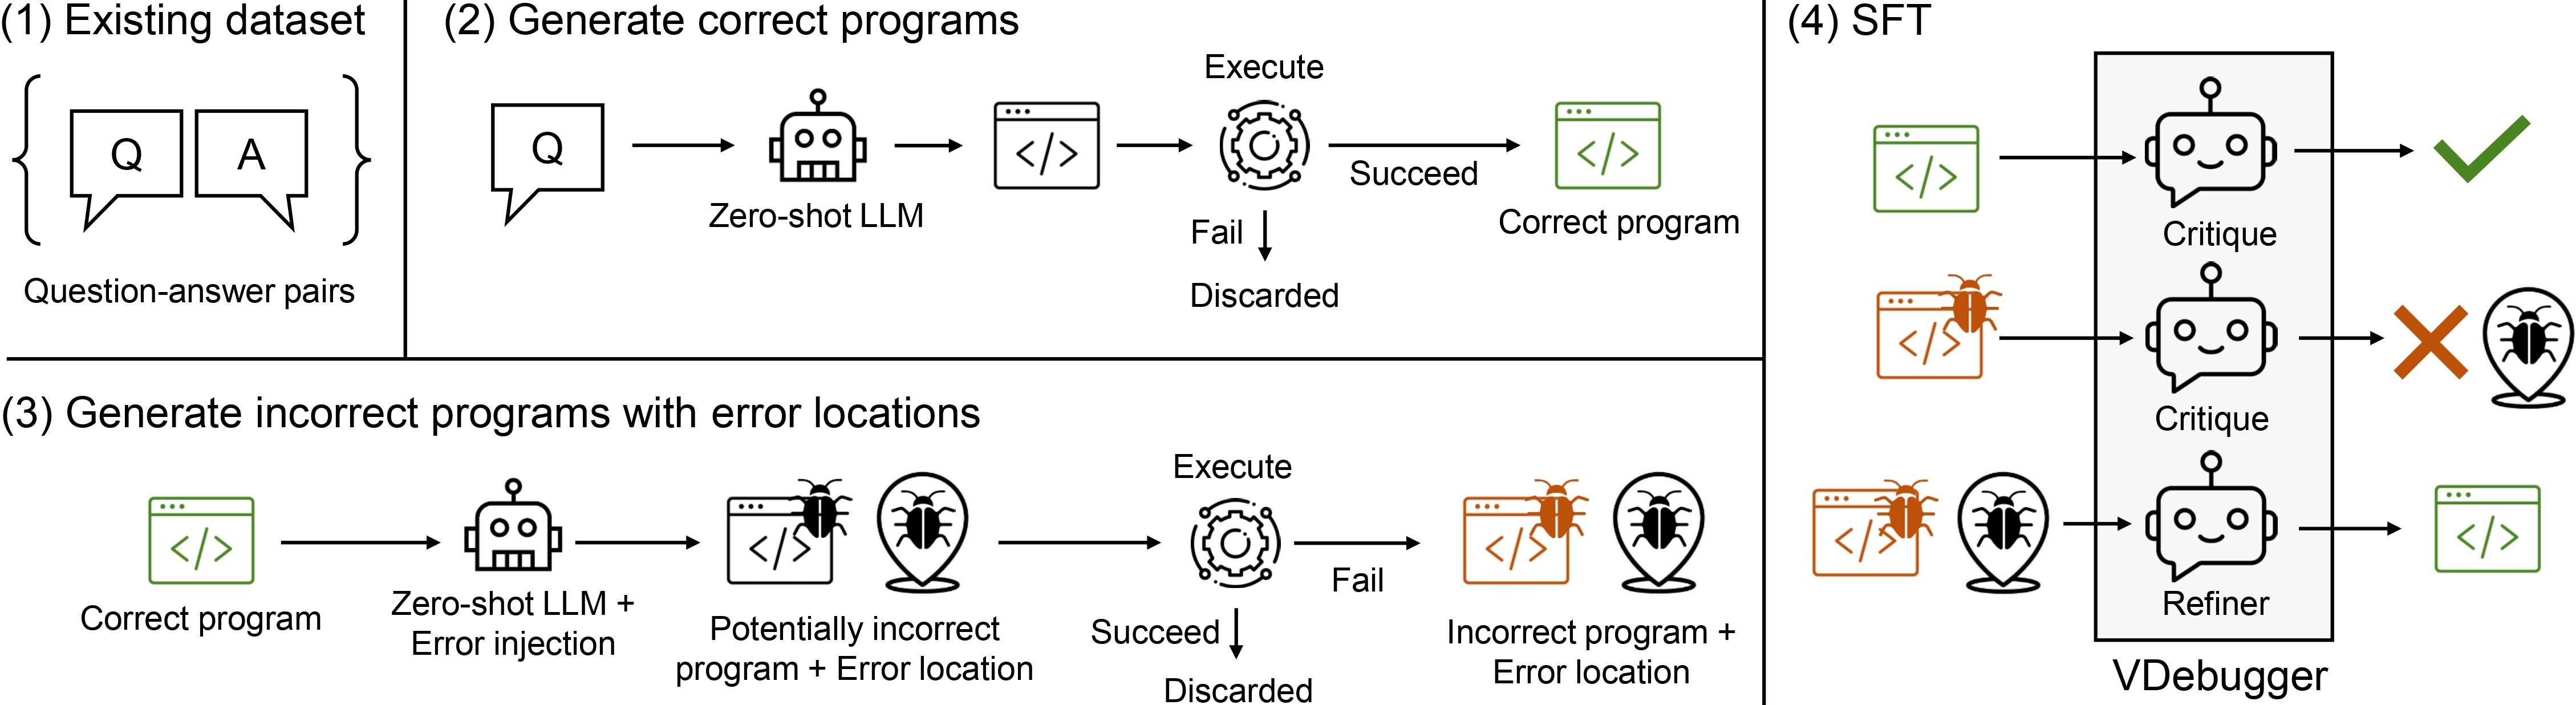 (1) Existing dataset
Q
A
Question-answer pairs
(2) Generate correct programs
Q
Zero-shot LLM
</>
Execute
Succeed
Fail
Discarded
</>
Correct program
(3) Generate incorrect programs with error locations
</>
Correct program
Zero-shot LLM +
Error injection
</>
Potentially incorrect
program + Error location
Execute
Succeed
Discarded
Fail
</>
Incorrect program +
Error location
(4) SFT
</>
Critique
</>
Critique
</>
Refiner
</>
VDebugger